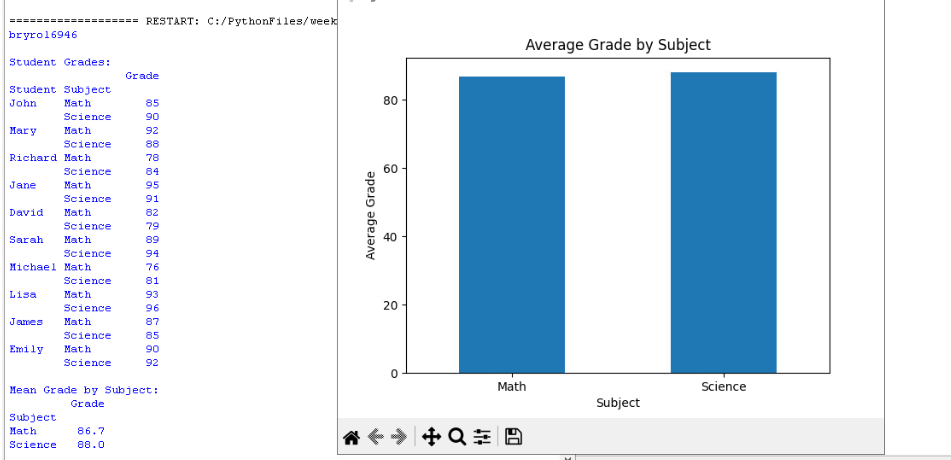 =================== RESTART: C:/PythonFiles/week
bryro16946
Student Grades:
Grade
Student Subject
John Math 85
Science 90
Mary Math 92
Science 88
Richard Math 78
Science 84
Jane Math 95
Science 91
David Math 82
Science 79
Sarah Math 89
Science 94
Michael Math 76
Science 81
Lisa Math 93
Science 96
James Math 87
Science 85
Emily Math 90
Science 92
Mean Grade by Subject:
Grade
Subject
Math 86.7
Science 88.0
Average Grade by Subject
Average Grade
80
60
40
20
0
Math Science
Subject